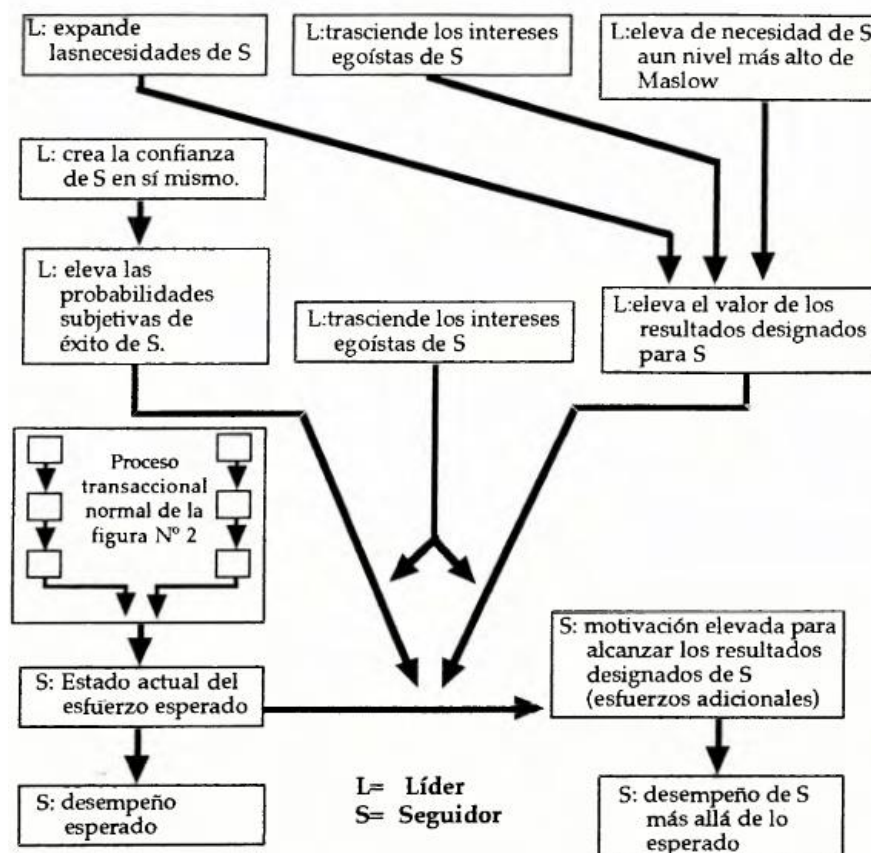 L: expande
lasnecesidades de S
L:trasciende los intereses
egoístas de S
L:eleva de necesidad de S
aun nivel más alto de
Maslow
L: crea la confianza
de S en sí mismo.
L: eleva las
probabilidades
subjetivas de
éxito de S.
L:trasciende los intereses
egoístas de S
L:eleva el valor de los
resultados designados
para S
Proceso
transaccional
normal de la
figura Nº 2
S: Estado actual del
esfuerzo esperado
S: motivación elevada para
alcanzar los resultados
designados de S
(esfuerzos adicionales)
S: desempeño
esperado
L= Líder
S= Seguidor
S: desempeño de S
más allá de lo
esperado